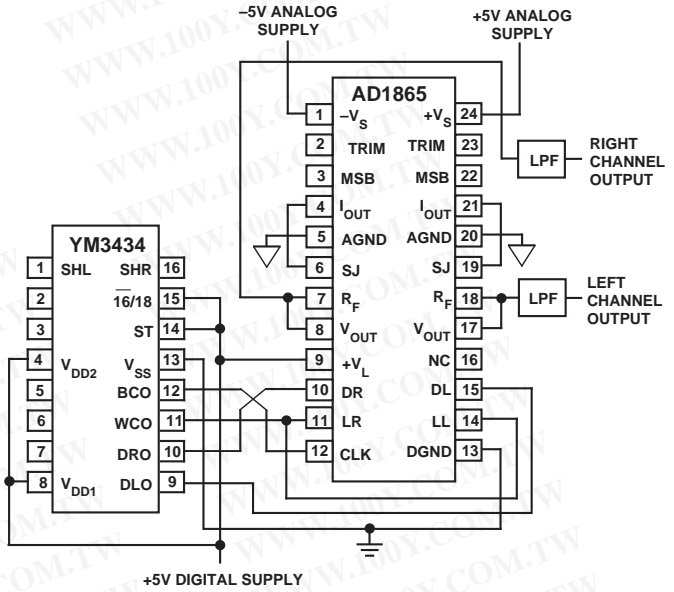 –5V ANALOG
SUPPLY
+5V ANALOG
SUPPLY
AD1865
1 –VS +VS 24
2 TRIM TRIM 23
3 MSB MSB 22
4 IOUT IOUT 21
5 AGND AGND 20
6 SJ SJ 19
7 RF RF 18
8 VOUT VOUT 17
9 +VL NC 16
10 DR DL 15
11 LR LL 14
12 CLK DGND 13
LPF
RIGHT
CHANNEL
OUTPUT
LPF
LEFT
CHANNEL
OUTPUT
YM3434
1 SHL SHR 16
2 16/18 15
3 ST 14
4 VDD2 VSS 13
5 BCO 12
6 WCO 11
7 DRO 10
8 VDD1 DLO 9
+5V DIGITAL SUPPLY
WWW.100Y.COM.TW